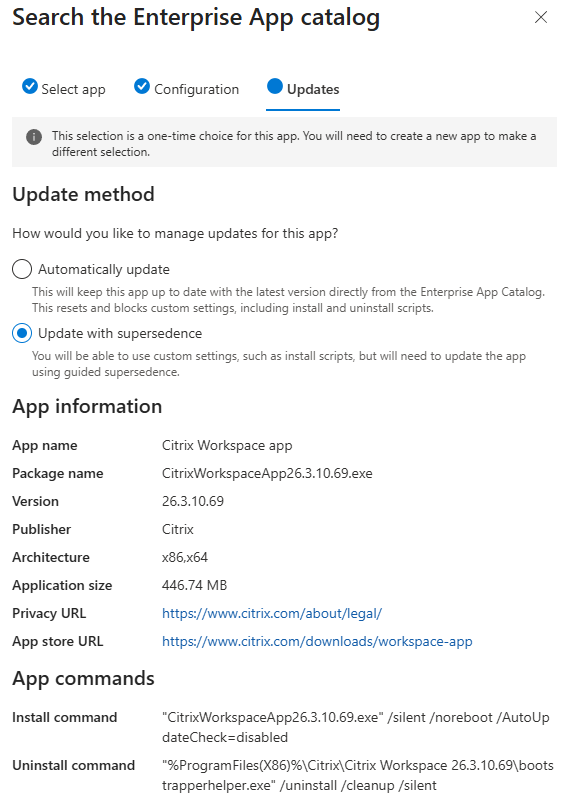 Search the Enterprise App catalog
Select app
Configuration
Updates
This selection is a one-time choice for this app. You will need to create a new app to make a
different selection.
Update method
How would you like to manage updates for this app?
Automatically update
This will keep this app up to date with the latest version directly from the Enterprise App Catalog.
This resets and blocks custom settings, including install and uninstall scripts.
Update with supersedence
You will be able to use custom settings, such as install scripts, but will need to update the app
using guided supersedence.
App information
App name Citrix Workspace app
Package name CitrixWorkspaceApp26.3.10.69.exe
Version 26.3.10.69
Publisher Citrix
Architecture x86,x64
Application size 446.74 MB
Privacy URL https://www.citrix.com/about/legal/
App store URL https://www.citrix.com/downloads/workspace-app
App commands
Install command "CitrixWorkspaceApp26.3.10.69.exe" /silent /noreboot /AutoUp
dateCheck=disabled
Uninstall command "%ProgramFiles(X86)%\Citrix\Citrix Workspace 26.3.10.69\boots
trapperhelper.exe" /uninstall /cleanup /silent